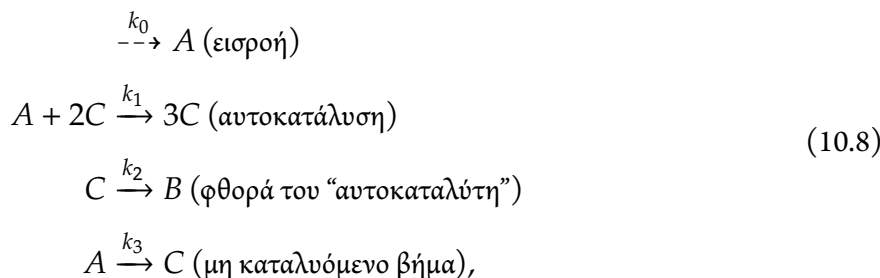 k₀
⇢ A (εισροή)
k₁
A + 2C ⟶ 3C (αυτοκατάλυση)
(10.8)
k₂
C ⟶ B (φθορά του “αυτοκαταλύτη”)
k₃
A ⟶ C (μη καταλυόμενο βήμα),